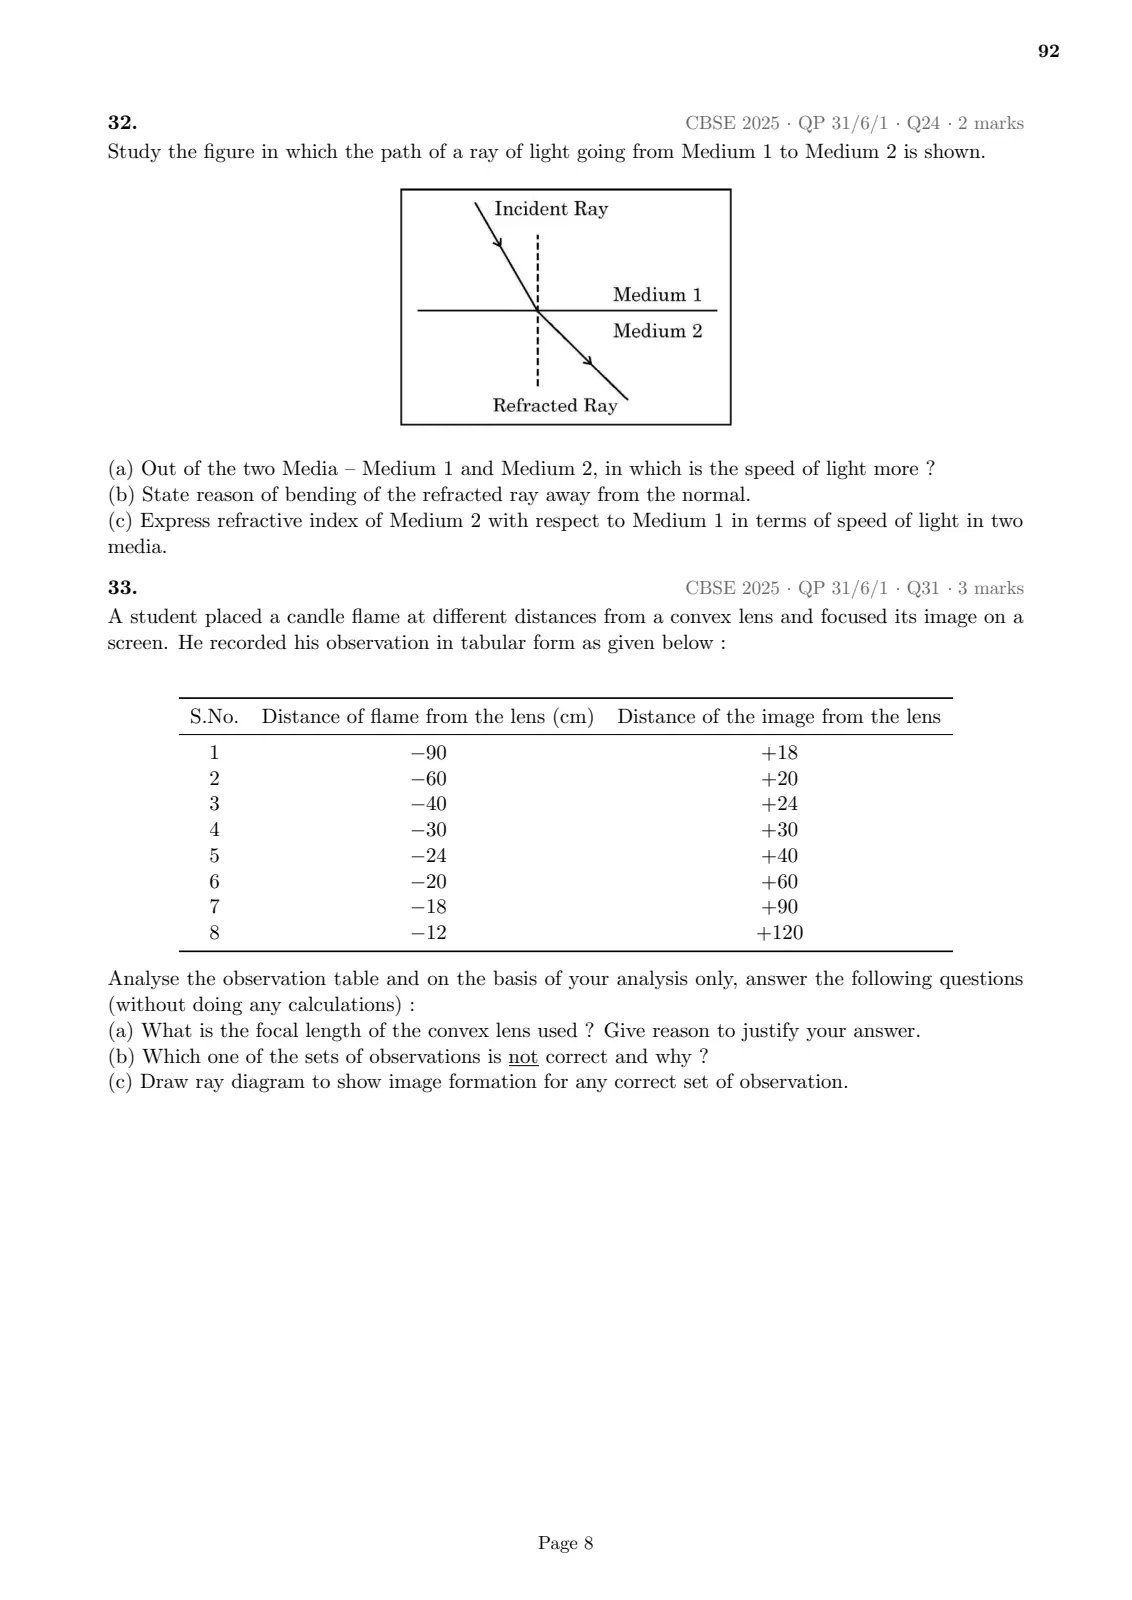 92
32.
CBSE 2025 · QP 31/6/1 · Q24 · 2 marks
Study the figure in which the path of a ray of light going from Medium 1 to Medium 2 is shown.
Incident Ray
Medium 1
Medium 2
Refracted Ray
(a) Out of the two Media – Medium 1 and Medium 2, in which is the speed of light more ?
(b) State reason of bending of the refracted ray away from the normal.
(c) Express refractive index of Medium 2 with respect to Medium 1 in terms of speed of light in two
media.
33.
CBSE 2025 · QP 31/6/1 · Q31 · 3 marks
A student placed a candle flame at different distances from a convex lens and focused its image on a
screen. He recorded his observation in tabular form as given below :
S.No. Distance of flame from the lens (cm) Distance of the image from the lens
1 −90 +18
2 −60 +20
3 −40 +24
4 −30 +30
5 −24 +40
6 −20 +60
7 −18 +90
8 −12 +120
Analyse the observation table and on the basis of your analysis only, answer the following questions
(without doing any calculations) :
(a) What is the focal length of the convex lens used ? Give reason to justify your answer.
(b) Which one of the sets of observations is not correct and why ?
(c) Draw ray diagram to show image formation for any correct set of observation.
Page 8